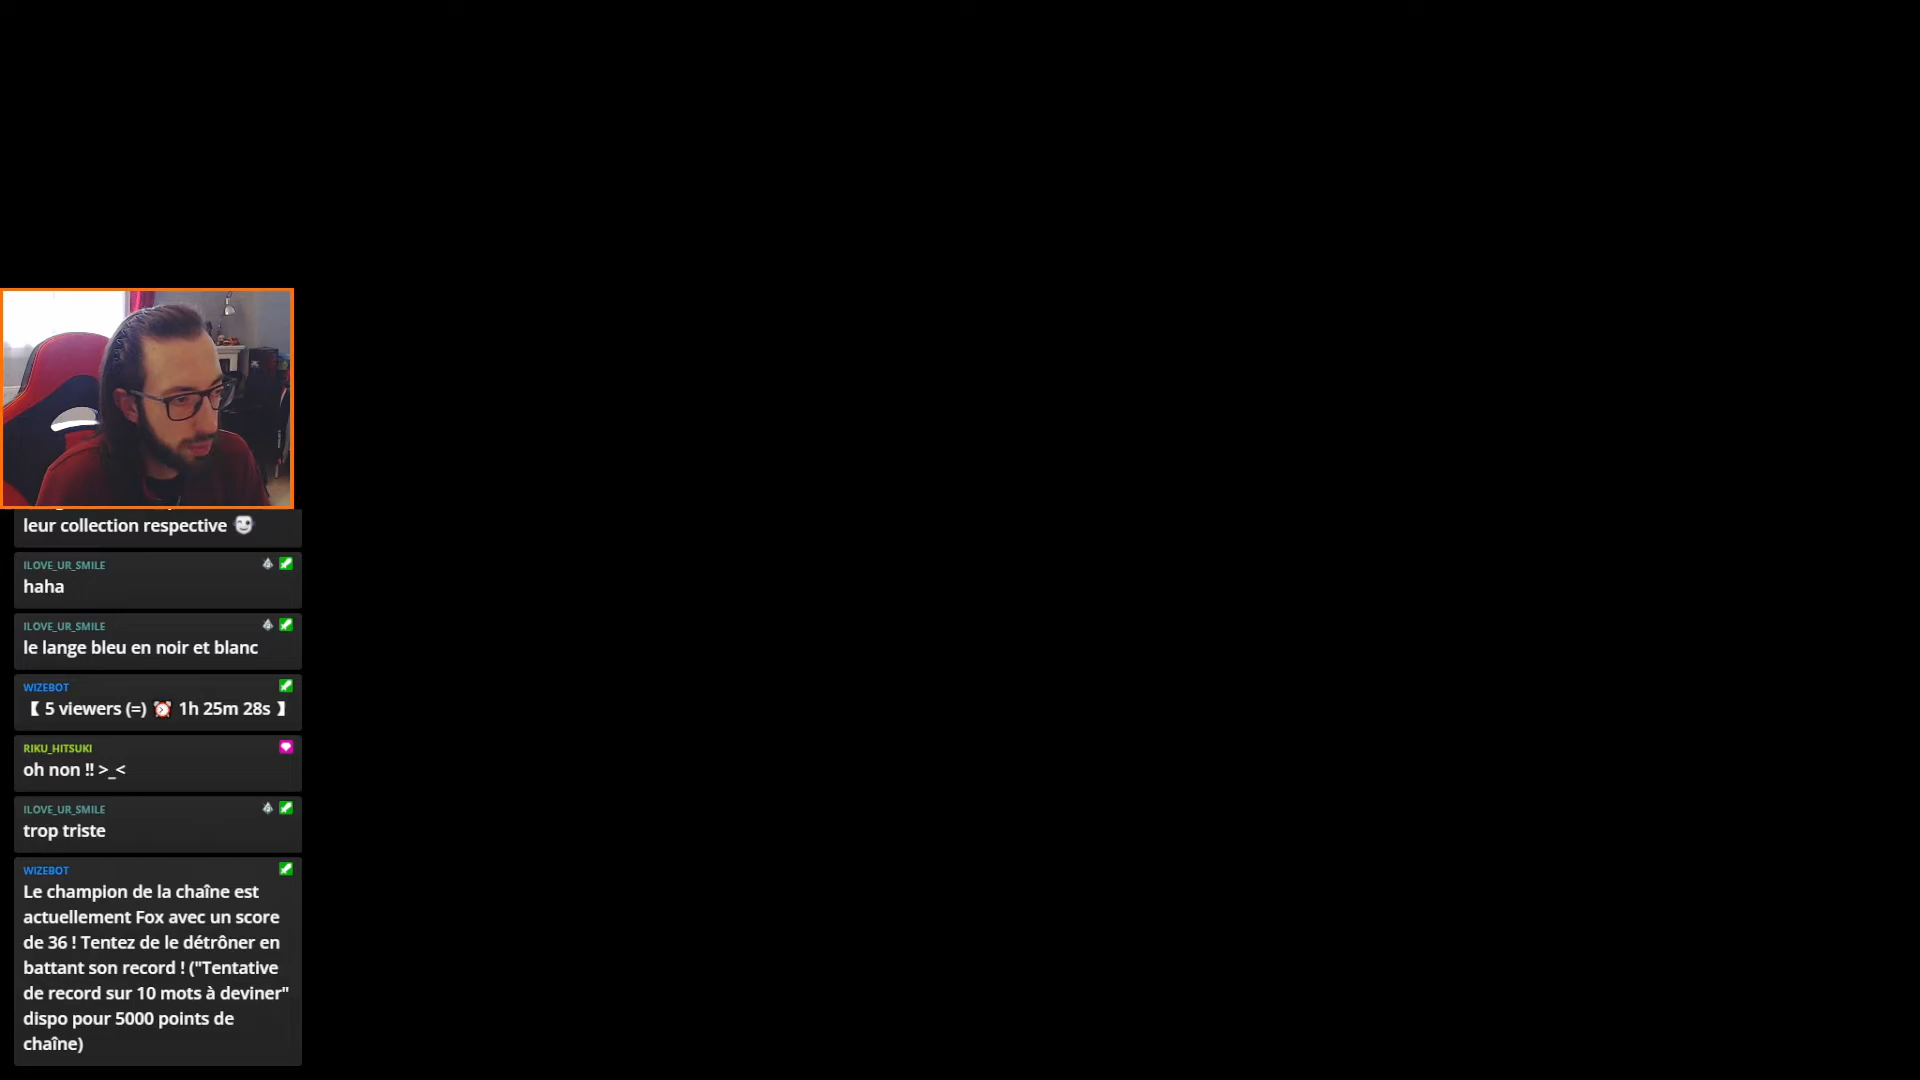 leur collection respective
ILOVE_UR_SMILE
haha
ILOVE_UR_SMILE
le lange bleu en noir et blanc
WIZEBOT
【 5 viewers (=) ⏰ 1h 25m 28s 】
RIKU_HITSUKI
oh non !! >_<
ILOVE_UR_SMILE
trop triste
WIZEBOT
Le champion de la chaîne est
actuellement Fox avec un score
de 36 ! Tentez de le détrôner en
battant son record ! ("Tentative
de record sur 10 mots à deviner"
dispo pour 5000 points de
chaîne)